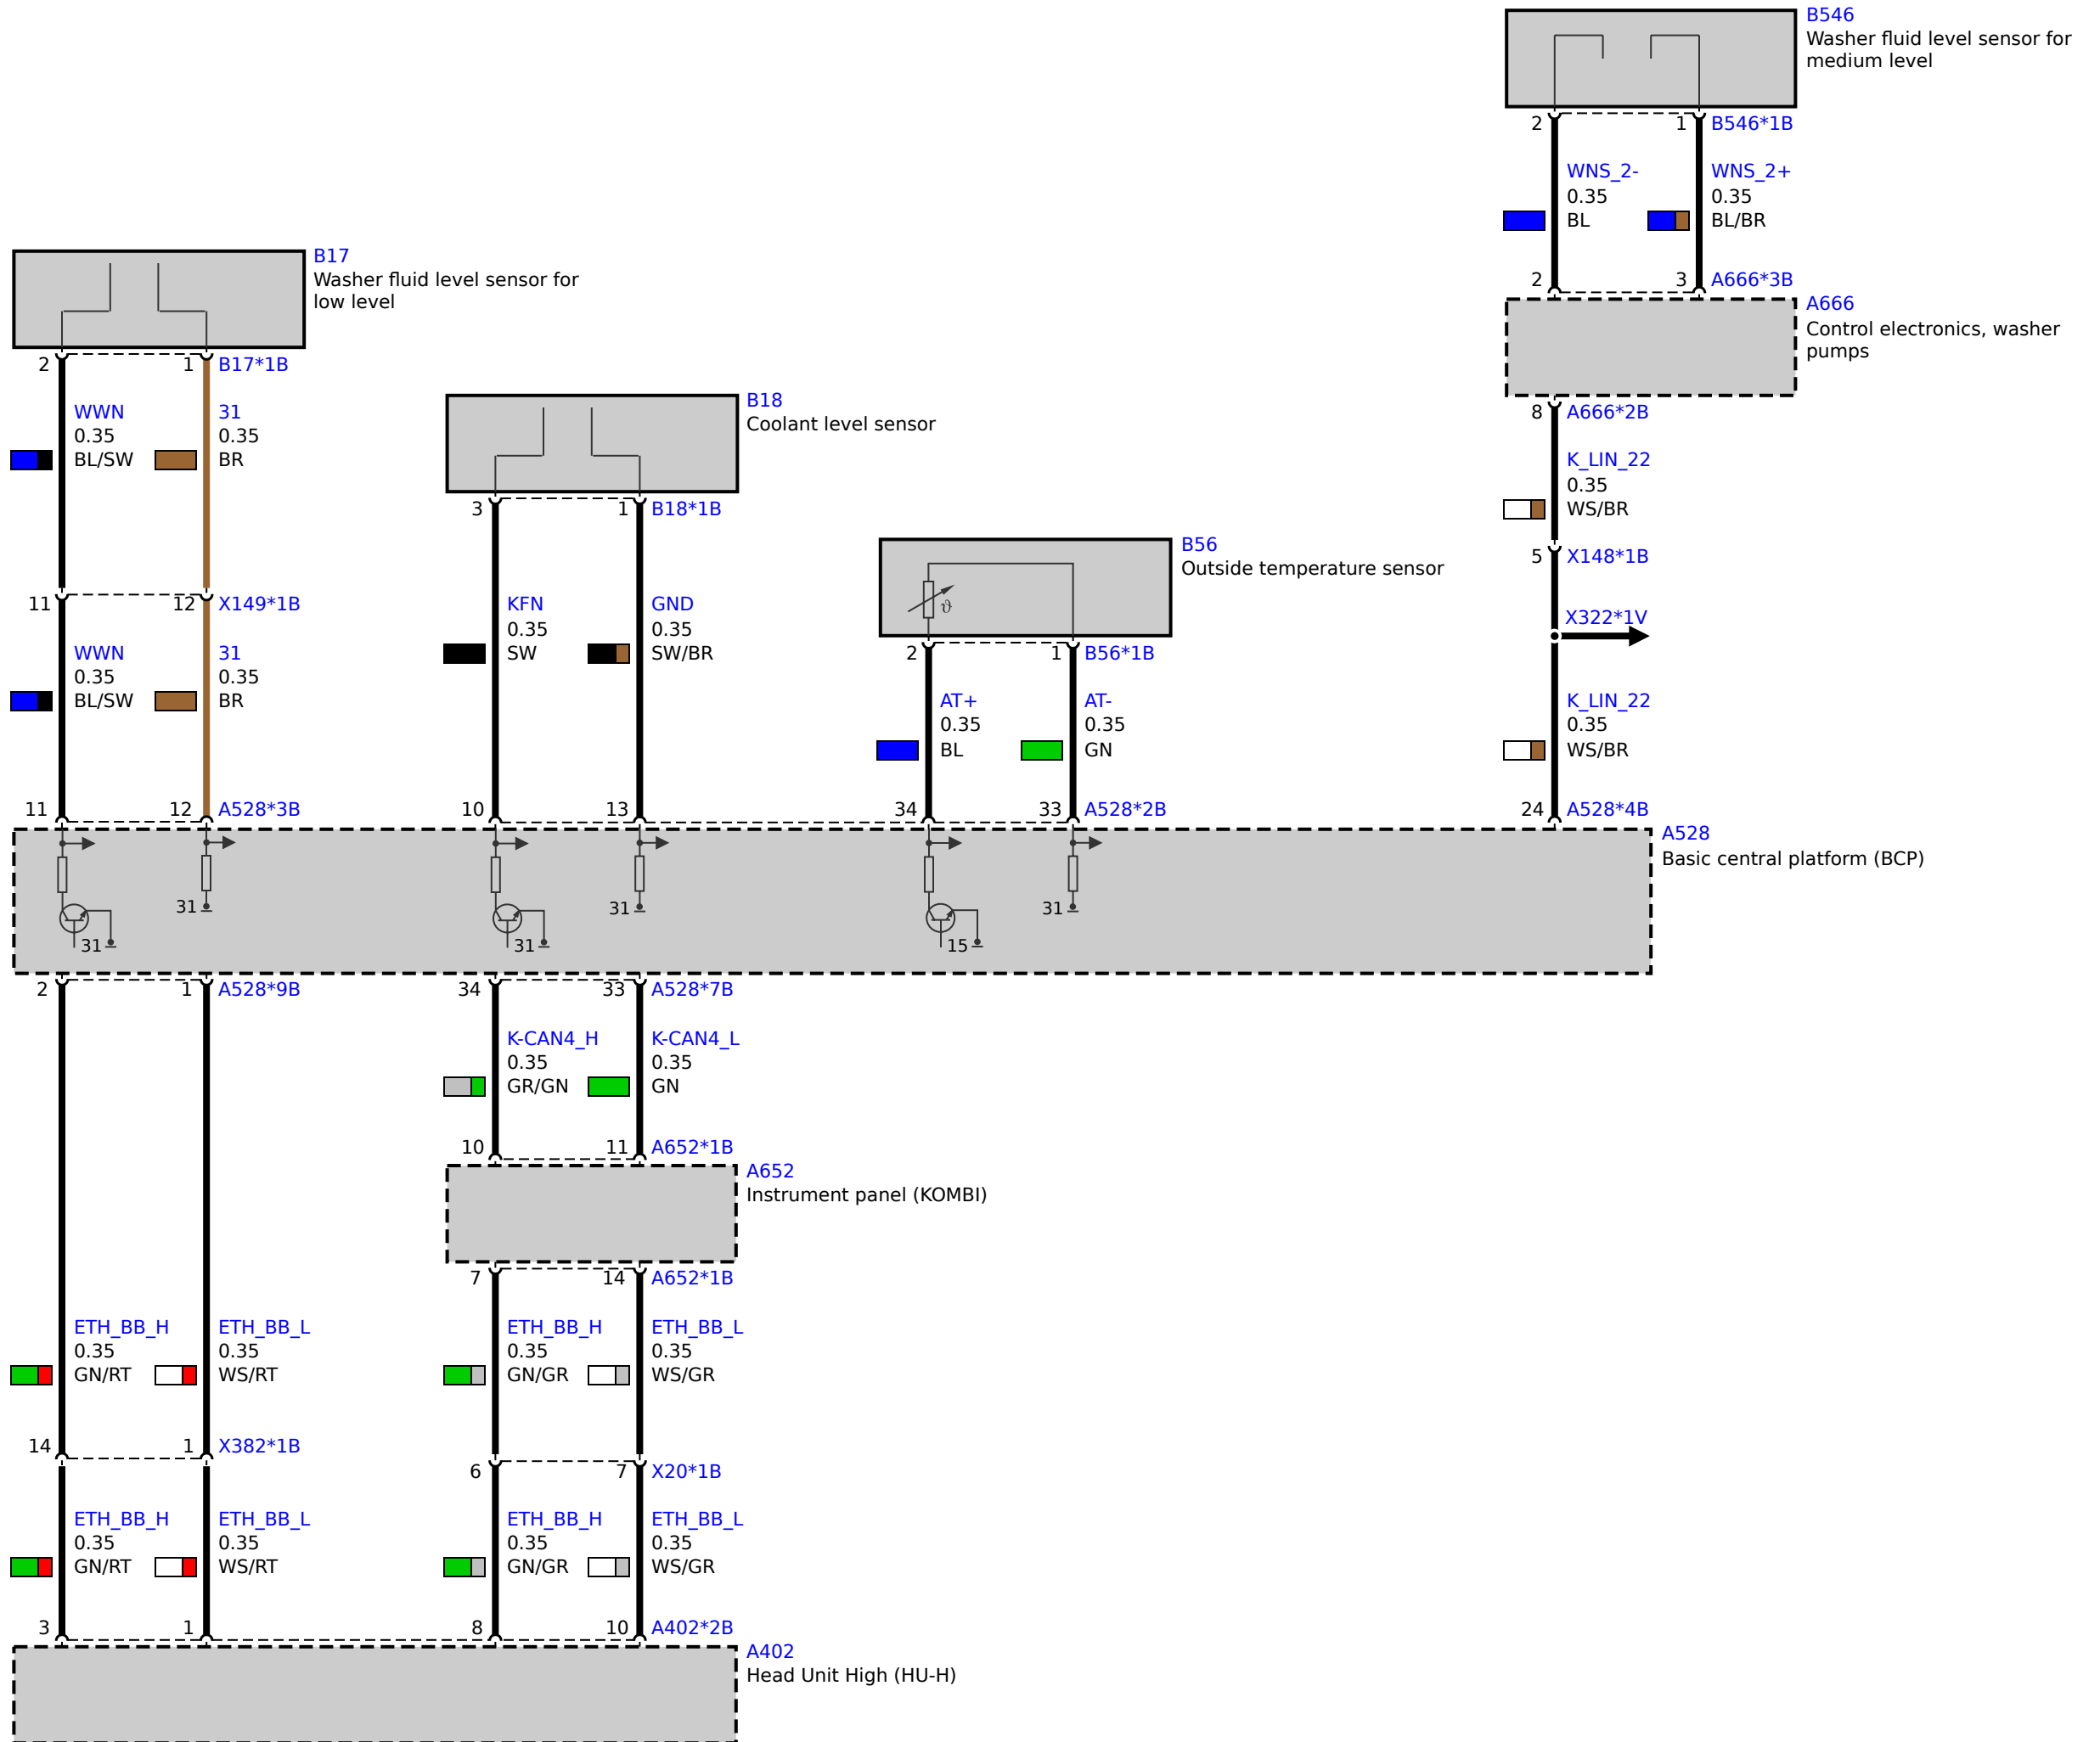 B546
Washer fluid level sensor for
medium level
2
1
B546*1B
WNS_2-
0.35
BL
WNS_2+
0.35
BL/BR
2
3
A666*3B
A666
Control electronics, washer
pumps
8
A666*2B
K_LIN_22
0.35
WS/BR
5
X148*1B
X322*1V
K_LIN_22
0.35
WS/BR
24
A528*4B
B17
Washer fluid level sensor for
low level
2
1
B17*1B
WWN
0.35
BL/SW
31
0.35
BR
11
12
X149*1B
WWN
0.35
BL/SW
31
0.35
BR
11
12
A528*3B
B18
Coolant level sensor
3
1
B18*1B
KFN
0.35
SW
GND
0.35
SW/BR
10
13
B56
Outside temperature sensor
ϑ
2
1
B56*1B
AT+
0.35
BL
AT-
0.35
GN
34
33
A528*2B
A528
Basic central platform (BCP)
31
31
31
31
15
31
2
1
A528*9B
34
33
A528*7B
K-CAN4_H
0.35
GR/GN
K-CAN4_L
0.35
GN
10
11
A652*1B
A652
Instrument panel (KOMBI)
7
14
A652*1B
ETH_BB_H
0.35
GN/RT
ETH_BB_L
0.35
WS/RT
ETH_BB_H
0.35
GN/GR
ETH_BB_L
0.35
WS/GR
14
1
X382*1B
6
7
X20*1B
ETH_BB_H
0.35
GN/RT
ETH_BB_L
0.35
WS/RT
ETH_BB_H
0.35
GN/GR
ETH_BB_L
0.35
WS/GR
3
1
8
10
A402*2B
A402
Head Unit High (HU-H)